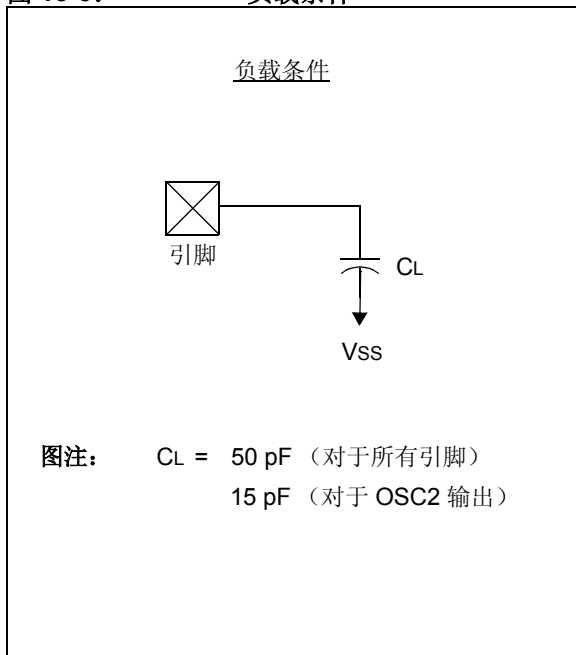 负载条件
引脚
CL
VSS
图注： CL = 50 pF （对于所有引脚）
15 pF （对于 OSC2 输出）